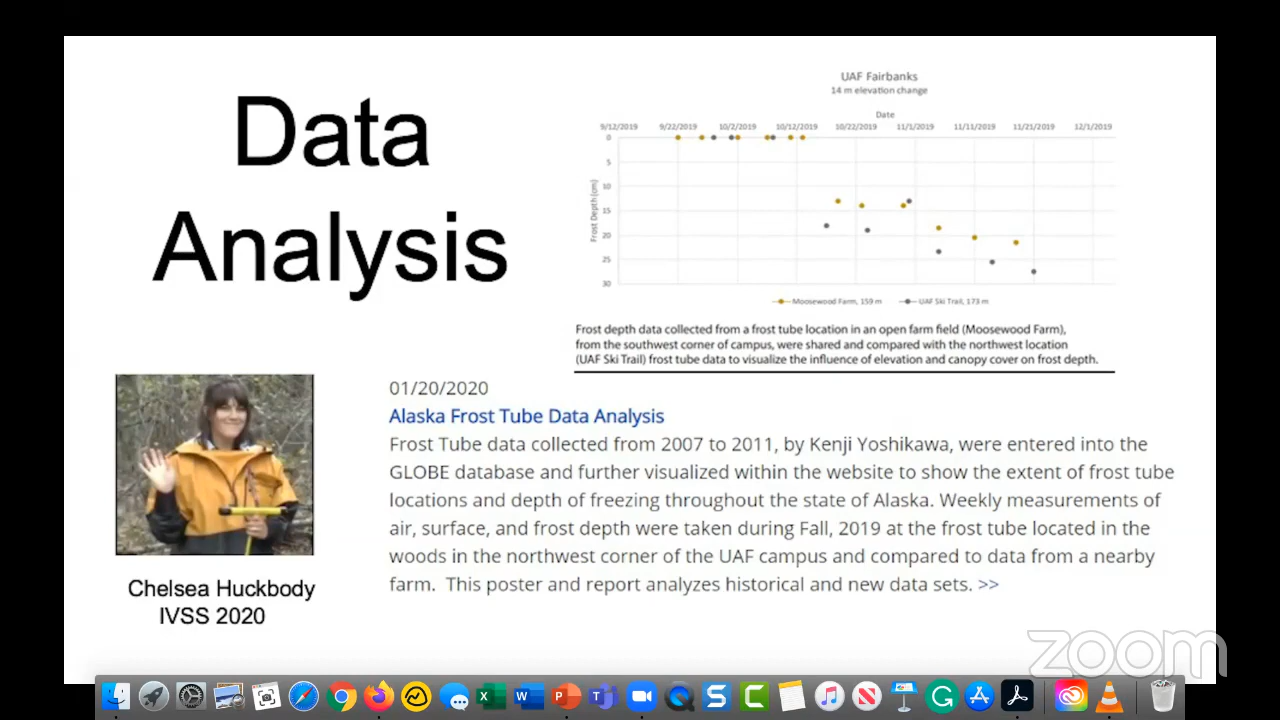 Data
Analysis
UAF Fairbanks
14 m elevation change
Date
9/12/2019 9/22/2019 10/2/2019 10/12/2019 10/22/2019 11/1/2019 11/11/2019 11/21/2019 12/1/2019
0
5
10
15
20
25
30
Frost Depth (cm)
Moosewood Farm, 159 m UAF Ski Trail, 173 m
Frost depth data collected from a frost tube location in an open farm field (Moosewood Farm),
from the southwest corner of campus, were shared and compared with the northwest location
(UAF Ski Trail) frost tube data to visualize the influence of elevation and canopy cover on frost depth.
01/20/2020
Alaska Frost Tube Data Analysis
Frost Tube data collected from 2007 to 2011, by Kenji Yoshikawa, were entered into the
GLOBE database and further visualized within the website to show the extent of frost tube
locations and depth of freezing throughout the state of Alaska. Weekly measurements of
air, surface, and frost depth were taken during Fall, 2019 at the frost tube located in the
woods in the northwest corner of the UAF campus and compared to data from a nearby
farm. This poster and report analyzes historical and new data sets. >>
Chelsea Huckbody
IVSS 2020
zoom